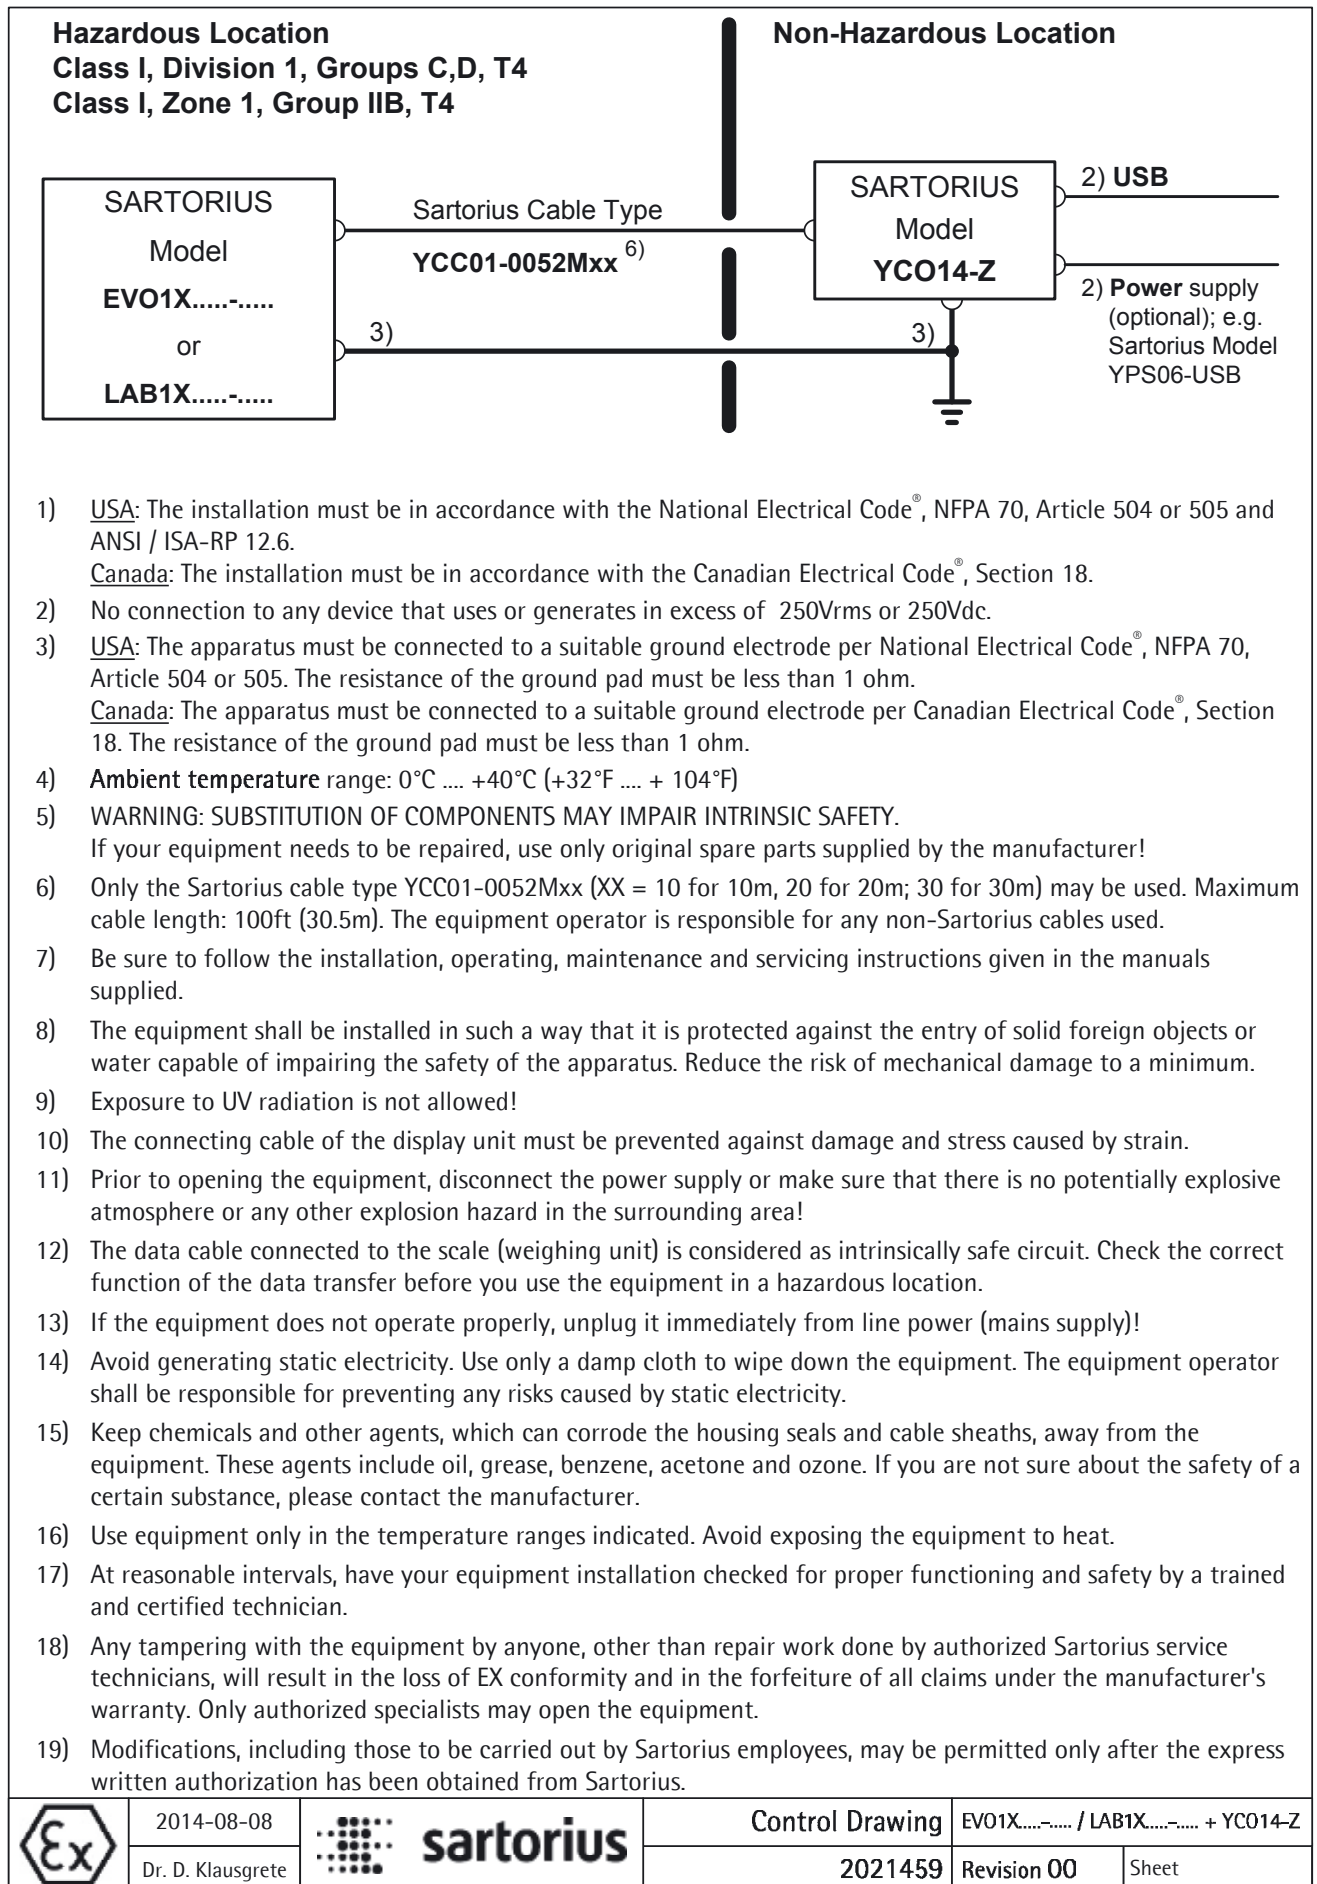 Hazardous Location
Class I, Division 1, Groups C,D, T4
Class I, Zone 1, Group IIB, T4
Non-Hazardous Location
SARTORIUS
Model
EVO1X.....-.....
or
LAB1X.....-.....
Sartorius Cable Type
YCC01-0052Mxx 6)
3)
SARTORIUS
Model
YCO14-Z
3)
2) USB
2) Power supply
(optional); e.g.
Sartorius Model
YPS06-USB
1) USA: The installation must be in accordance with the National Electrical Code®, NFPA 70, Article 504 or 505 and
ANSI / ISA-RP 12.6.
Canada: The installation must be in accordance with the Canadian Electrical Code®, Section 18.
2) No connection to any device that uses or generates in excess of 250Vrms or 250Vdc.
3) USA: The apparatus must be connected to a suitable ground electrode per National Electrical Code®, NFPA 70,
Article 504 or 505. The resistance of the ground pad must be less than 1 ohm.
Canada: The apparatus must be connected to a suitable ground electrode per Canadian Electrical Code®, Section
18. The resistance of the ground pad must be less than 1 ohm.
4) Ambient temperature range: 0°C .... +40°C (+32°F .... + 104°F)
5) WARNING: SUBSTITUTION OF COMPONENTS MAY IMPAIR INTRINSIC SAFETY.
If your equipment needs to be repaired, use only original spare parts supplied by the manufacturer!
6) Only the Sartorius cable type YCC01-0052Mxx (XX = 10 for 10m, 20 for 20m; 30 for 30m) may be used. Maximum
cable length: 100ft (30.5m). The equipment operator is responsible for any non-Sartorius cables used.
7) Be sure to follow the installation, operating, maintenance and servicing instructions given in the manuals
supplied.
8) The equipment shall be installed in such a way that it is protected against the entry of solid foreign objects or
water capable of impairing the safety of the apparatus. Reduce the risk of mechanical damage to a minimum.
9) Exposure to UV radiation is not allowed!
10) The connecting cable of the display unit must be prevented against damage and stress caused by strain.
11) Prior to opening the equipment, disconnect the power supply or make sure that there is no potentially explosive
atmosphere or any other explosion hazard in the surrounding area!
12) The data cable connected to the scale (weighing unit) is considered as intrinsically safe circuit. Check the correct
function of the data transfer before you use the equipment in a hazardous location.
13) If the equipment does not operate properly, unplug it immediately from line power (mains supply)!
14) Avoid generating static electricity. Use only a damp cloth to wipe down the equipment. The equipment operator
shall be responsible for preventing any risks caused by static electricity.
15) Keep chemicals and other agents, which can corrode the housing seals and cable sheaths, away from the
equipment. These agents include oil, grease, benzene, acetone and ozone. If you are not sure about the safety of a
certain substance, please contact the manufacturer.
16) Use equipment only in the temperature ranges indicated. Avoid exposing the equipment to heat.
17) At reasonable intervals, have your equipment installation checked for proper functioning and safety by a trained
and certified technician.
18) Any tampering with the equipment by anyone, other than repair work done by authorized Sartorius service
technicians, will result in the loss of EX conformity and in the forfeiture of all claims under the manufacturer's
warranty. Only authorized specialists may open the equipment.
19) Modifications, including those to be carried out by Sartorius employees, may be permitted only after the express
written authorization has been obtained from Sartorius.
Ex
2014-08-08
Dr. D. Klausgrete
sartorius
Control Drawing
2021459
EVO1X.....-..... / LAB1X.....-..... + YCO14-Z
Revision 00
Sheet